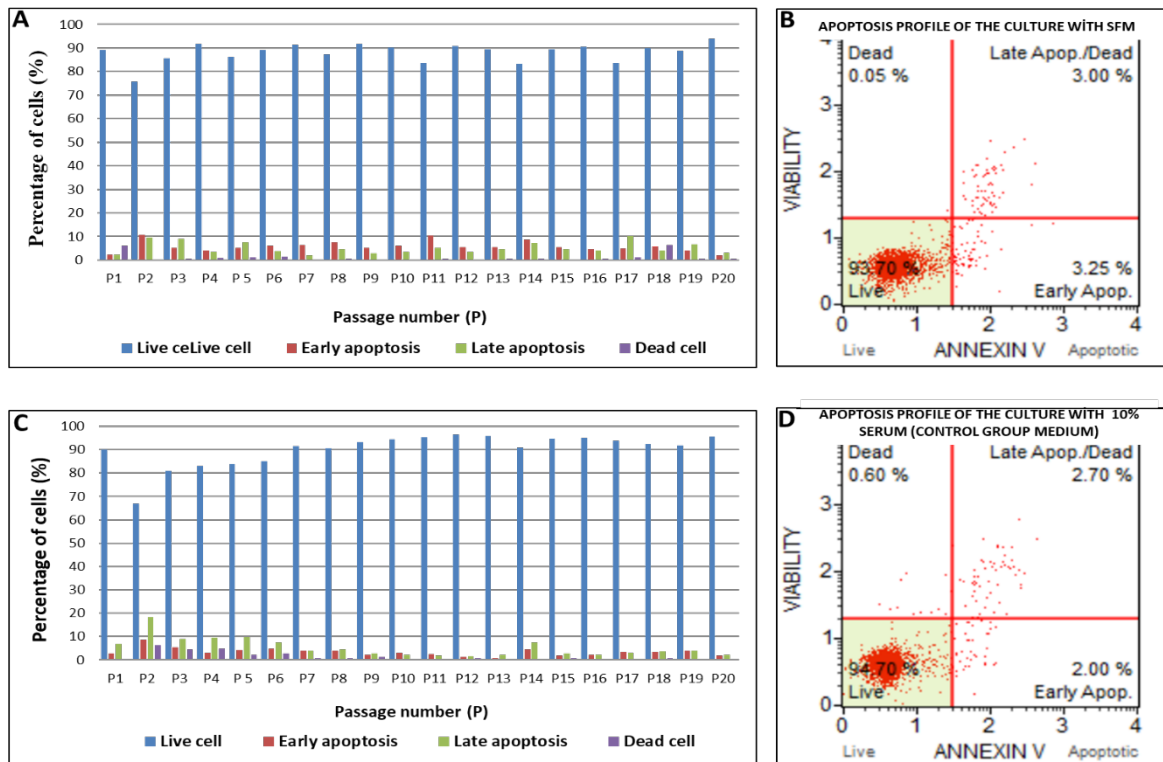 A
100
90
80
70
60
50
40
30
20
10
0
Percentage of cells (%)
P1 P2 P3 P4 P 5 P6 P7 P8 P9 P10 P11 P12 P13 P14 P15 P16 P17 P18 P19 P20
Passage number (P)
Live ceLive cell Early apoptosis Late apoptosis Dead cell
B
APOPTOSIS PROFILE OF THE CULTURE WİTH SFM
Dead Late Apop./Dead
0.05 % 3.00 %
3
2
1
0
VIABILITY
93.70 % 3.25 %
Live Early Apop.
0 1 2 3 4
Live ANNEXIN V Apoptotic
C
100
90
80
70
60
50
40
30
20
10
0
Percentage of cells (%)
P1 P2 P3 P4 P 5 P6 P7 P8 P9 P10 P11 P12 P13 P14 P15 P16 P17 P18 P19 P20
Passage number (P)
Live cell Early apoptosis Late apoptosis Dead cell
D
APOPTOSIS PROFILE OF THE CULTURE WİTH 10%
SERUM (CONTROL GROUP MEDIUM)
Dead Late Apop./Dead
0.60 % 2.70 %
3
2
1
0
VIABILITY
94.70 % 2.00 %
Live Early Apop.
0 1 2 3 4
Live ANNEXIN V Apoptotic